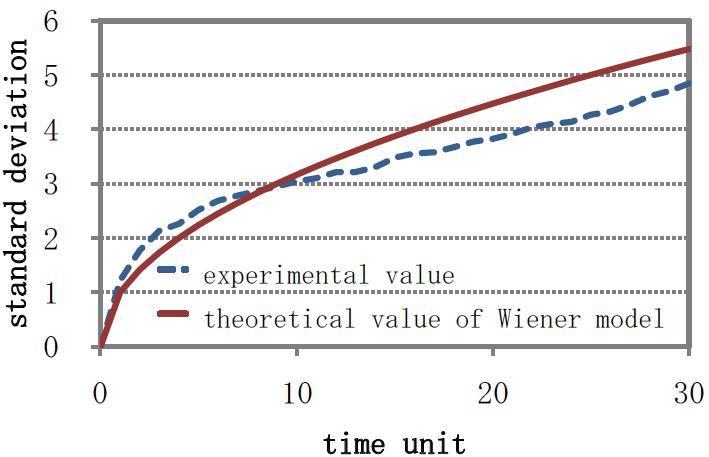 standard deviation
6
5
4
3
2
1
0
experimental value
theoretical value of Wiener model
0 10 20 30
time unit